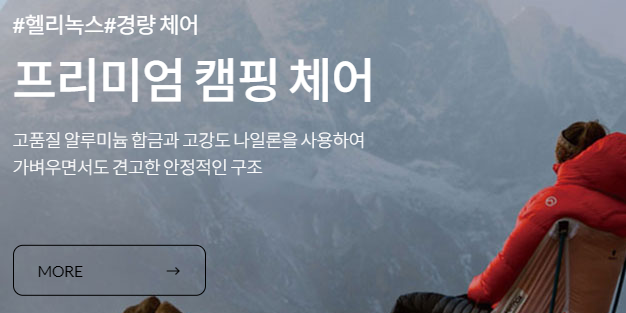 #헬리녹스#경량 체어
프리미엄 캠핑 체어
고품질 알루미늄 합금과 고강도 나일론을 사용하여
가벼우면서도 견고한 안정적인 구조
MORE →